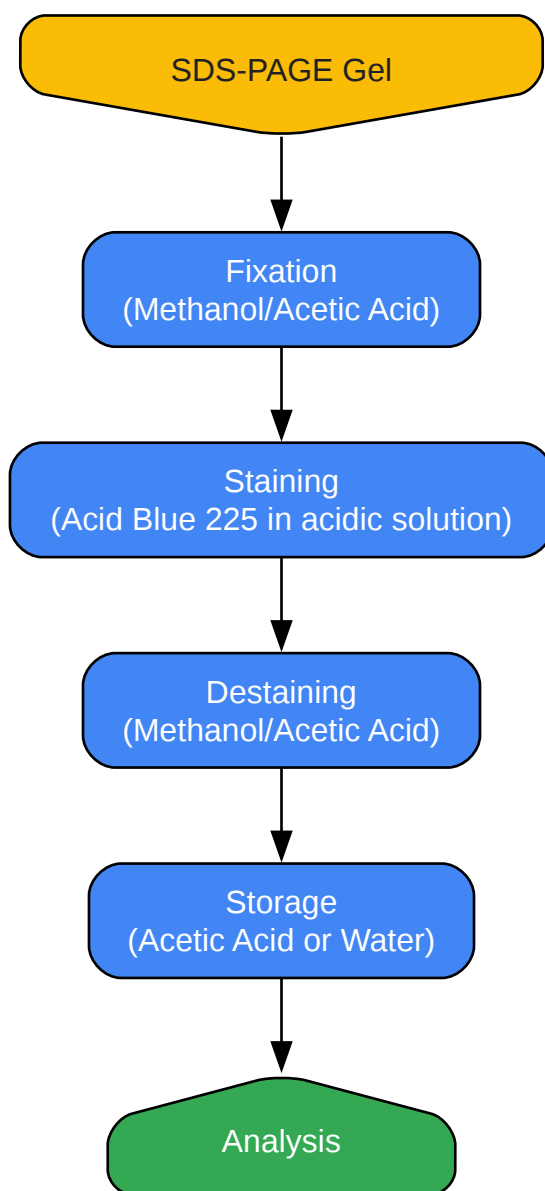 SDS-PAGE Gel
Fixation
(Methanol/Acetic Acid)
Staining
(Acid Blue 225 in acidic solution)
Destaining
(Methanol/Acetic Acid)
Storage
(Acetic Acid or Water)
Analysis